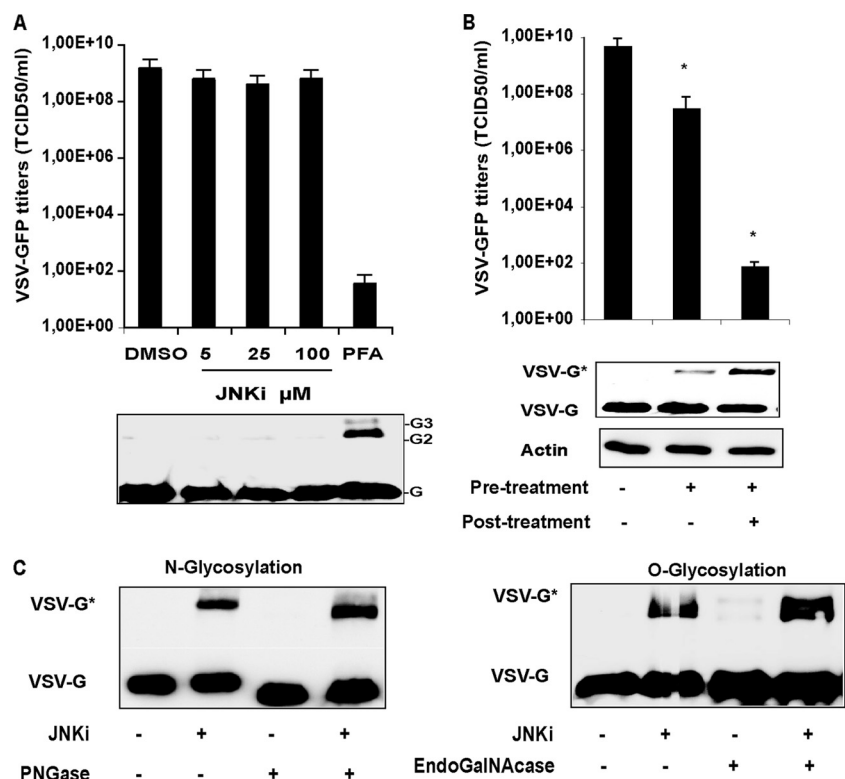 A
VSV-GFP ttiters (TCID50/ml)
1,00E+10
1,00E+08
1,00E+06
1,00E+04
1,00E+02
1,00E+00
DMSO 5 25 100 PFA
JNKi µM
-G3
-G2
-G
B
VSV-GFP ttiters (TCID50/ml)
1,00E+10
1,00E+08
1,00E+06
1,00E+04
1,00E+02
1,00E+00
*
*
VSV-G*
VSV-G
Actin
Pre-treatment - + +
Post-treatment - - +
C
N-Glycosylation
VSV-G*
VSV-G
JNKi - + - +
PNGase - - + +
O-Glycosylation
VSV-G*
VSV-G
JNKi - + - +
EndoGalNAcase - - + +